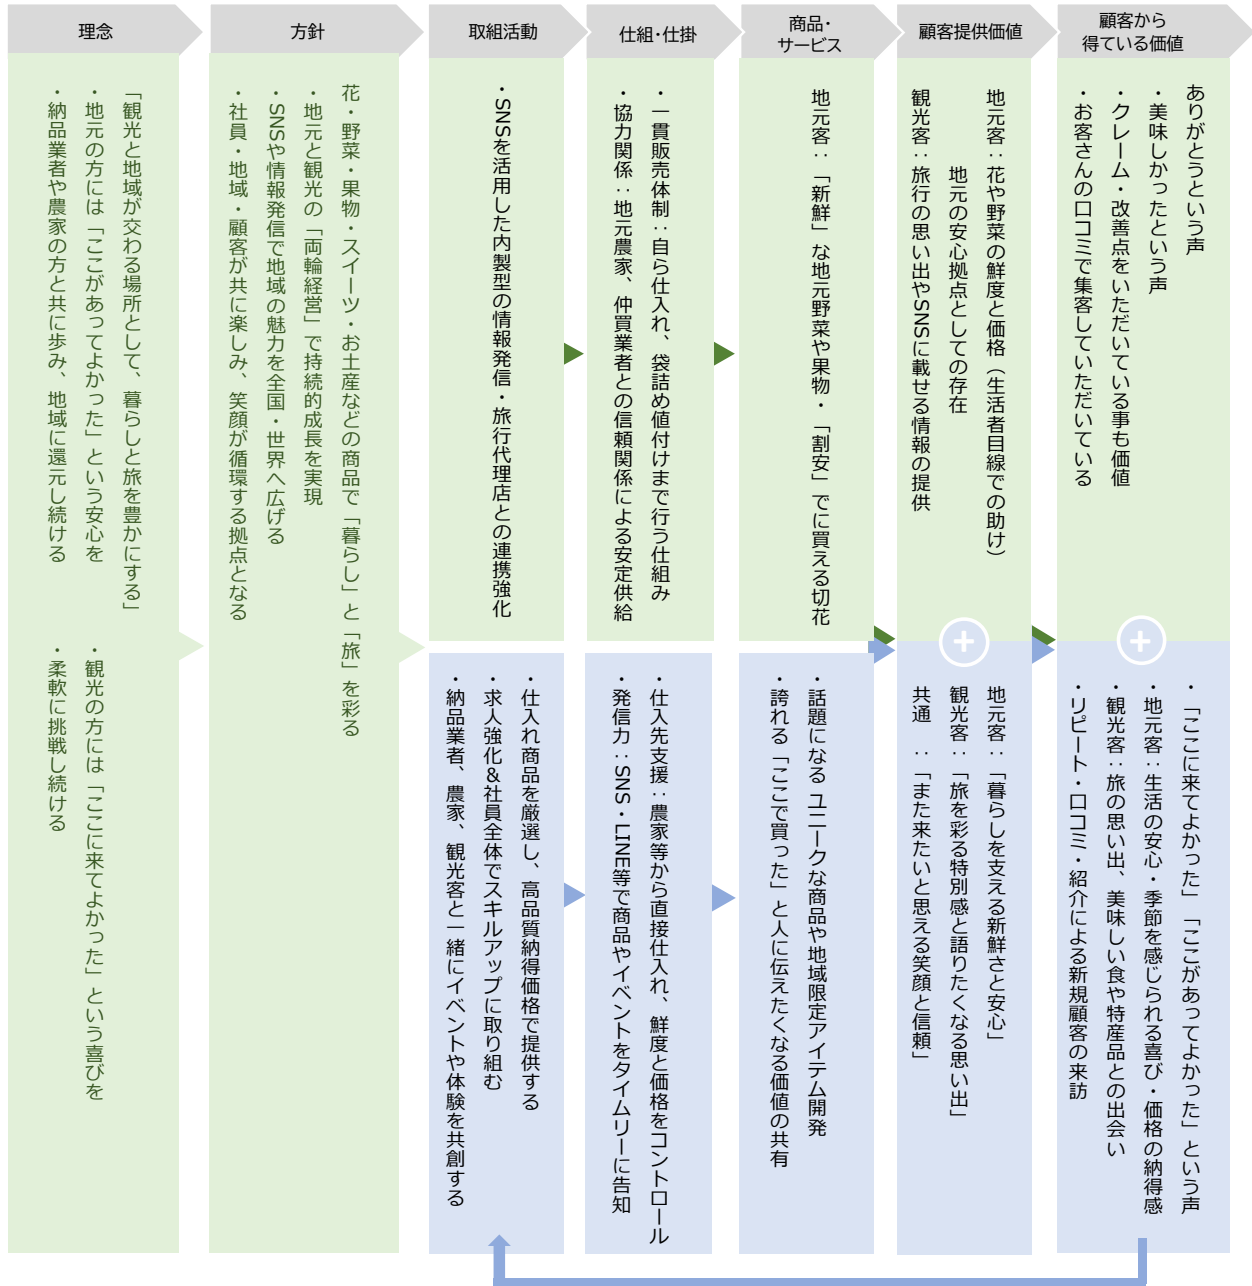 理念
「観光と地域が交わる場所として、暮らしと旅を豊かにする」
・地元の方には「ここがあってよかった」という安心を
・納品業者や農家の方と共に歩み、地域に還元し続ける
・観光の方には「ここに来てよかった」という喜びを
・柔軟に挑戦し続ける
方針
花・野菜・果物・スイーツ・お土産などの商品で「暮らし」と「旅」を彩る
・地元と観光の「両輪経営」で持続的成長を実現
・SNSや情報発信で地域の魅力を全国・世界へ広げる
・社員・地域・顧客が共に楽しみ、笑顔が循環する拠点となる
取組活動
・SNSを活用した内製型の情報発信・旅行代理店との連携強化
・仕入れ商品を厳選し、高品質納得価格で提供する
・求人強化&社員全体でスキルアップに取り組む
・納品業者、農家、観光客と一緒にイベントや体験を共創する
仕組・仕掛
・一貫販売体制：自ら仕入れ、袋詰め値付けまで行う仕組み
・協力関係：地元農家、仲買業者との信頼関係による安定供給
・仕入先支援：農家等から直接仕入れ、鮮度と価格をコントロール
・発信力：SNS・LINE等で商品やイベントをタイムリーに告知
商品・
サービス
地元客：「新鮮」な地元野菜や果物・「割安」でに買える切花
・話題になる ユニークな商品や地域限定アイテム開発
・誇れる「ここで買った」と人に伝えたくなる価値の共有
顧客提供価値
地元客：花や野菜の鮮度と価格（生活者目線での助け）
地元の安心拠点としての存在
観光客：旅行の思い出やSNSに載せる情報の提供
地元客：「暮らしを支える新鮮さと安心」
観光客：「旅を彩る特別感と語りたくなる思い出」
共通　：「また来たいと思える笑顔と信頼」
顧客から
得ている価値
ありがとうという声
・美味しかったという声
・クレーム・改善点をいただいている事も価値
・お客さんの口コミで集客していただいている
・「ここに来てよかった」「ここがあってよかった」という声
・地元客：生活の安心・季節を感じられる喜び・価格の納得感
・観光客：旅の思い出、美味しい食や特産品との出会い
・リピート・口コミ・紹介による新規顧客の来訪